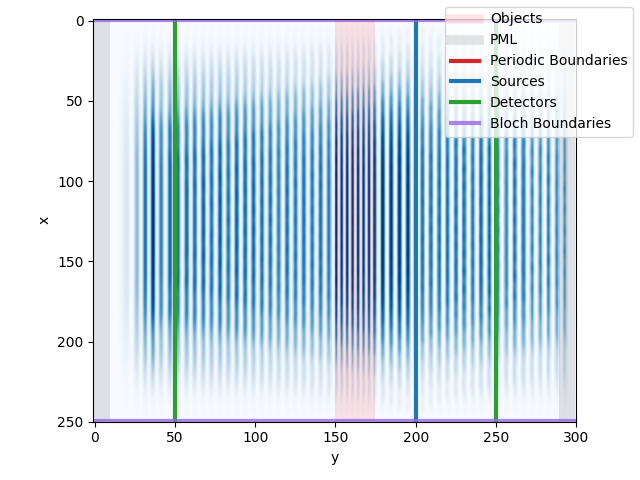 Objects
PML
Periodic Boundaries
Sources
Detectors
Bloch Boundaries
0
50
100
150
200
250
x
0 50 100 150 200 250 300
y